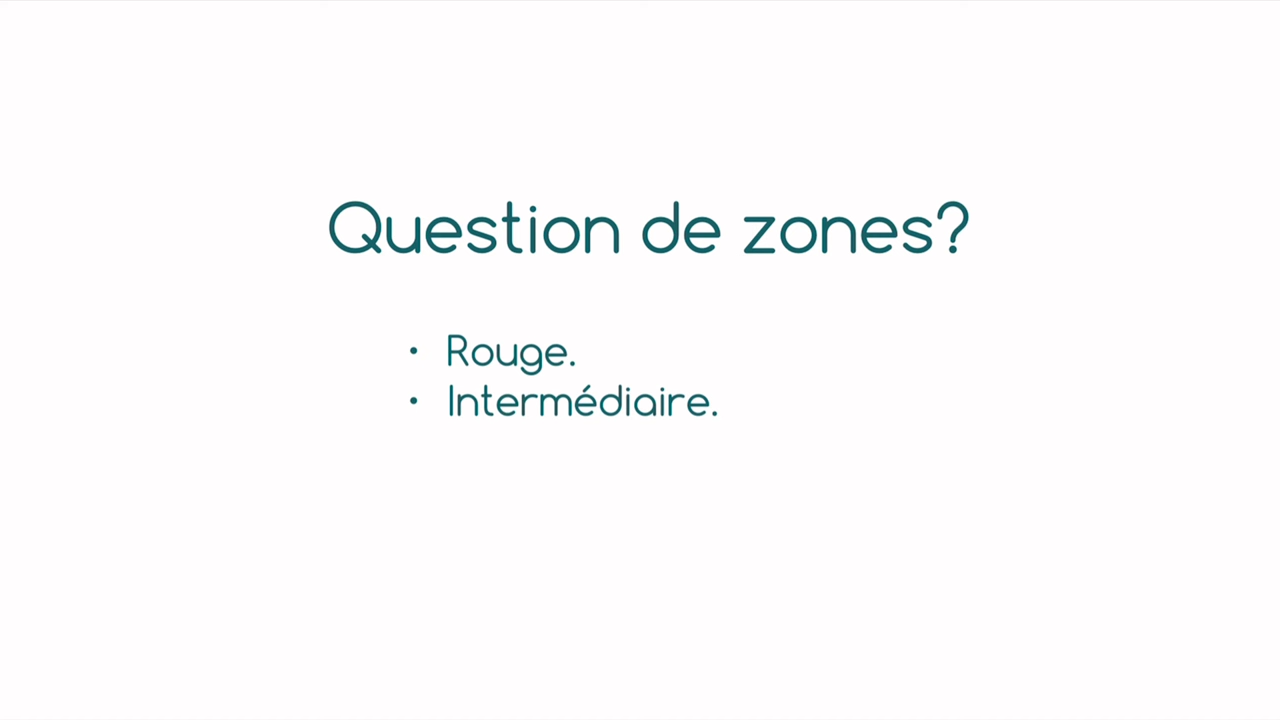 Question de zones?
• Rouge.
• Intermédiaire.